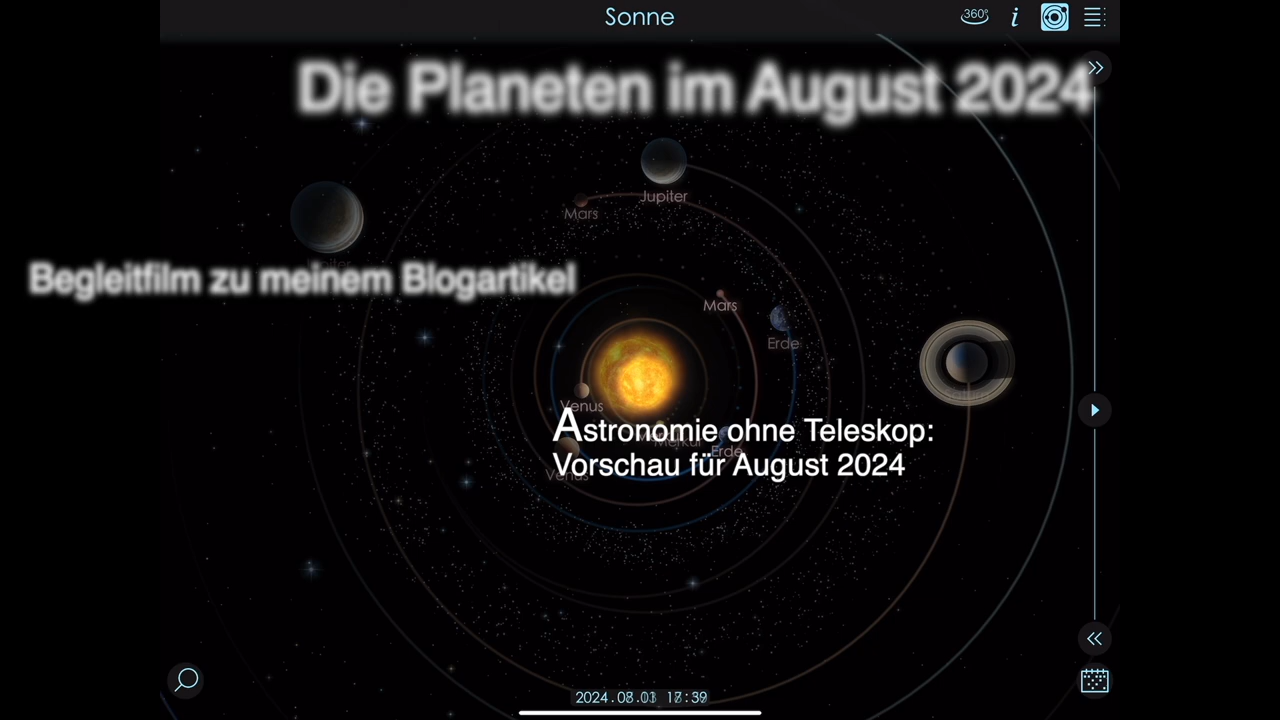 Sonne
360°
i
Die Planeten im August 2024
Jupiter
Mars
Begleitfilm zu meinem Blogartikel
Mars
Erde
Venus
Astronomie ohne Teleskop:
Merkur
Erde
Vorschau für August 2024
Venus